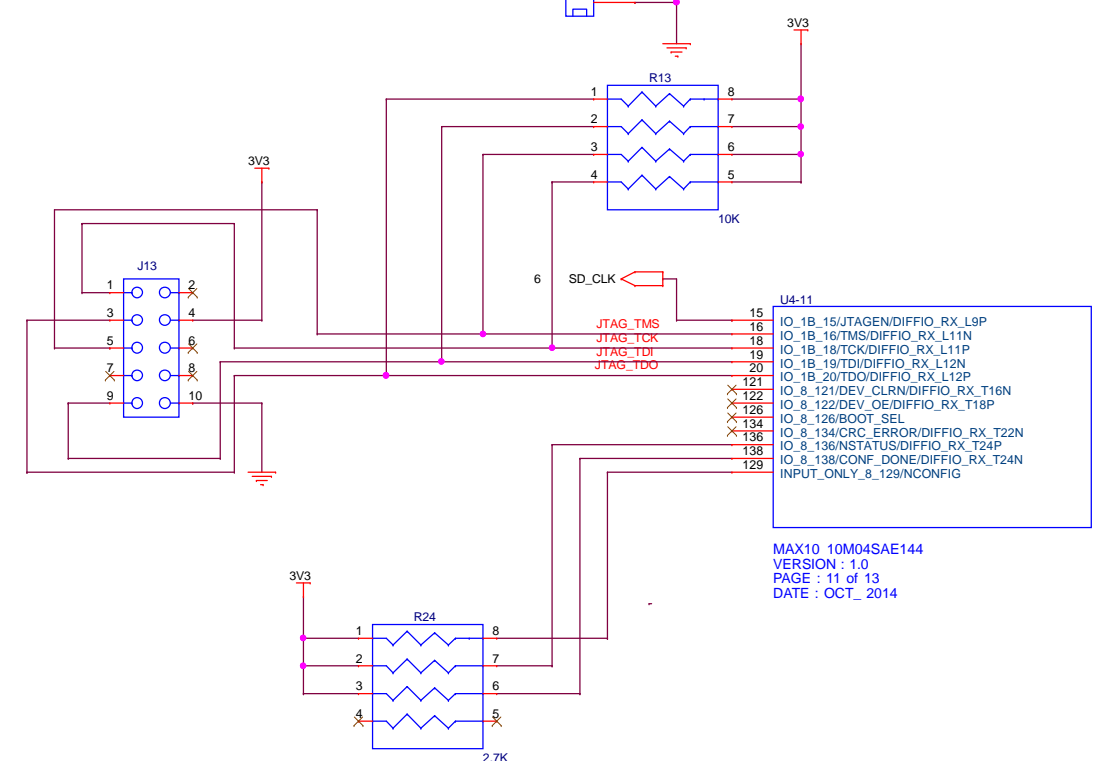 3V3
R13
1 8
2 7
3 6
4 5
10K
3V3
J13
1 2
3 4
5 6
7 8
9 10
6 SD_CLK
U4-11
JTAG_TMS
JTAG_TCK
JTAG_TDI
JTAG_TDO
15 IO_1B_15/JTAGEN/DIFFIO_RX_L9P
16 IO_1B_16/TMS/DIFFIO_RX_L11N
18 IO_1B_18/TCK/DIFFIO_RX_L11P
19 IO_1B_19/TDI/DIFFIO_RX_L12N
20 IO_1B_20/TDO/DIFFIO_RX_L12P
121 IO_8_121/DEV_CLRN/DIFFIO_RX_T16N
122 IO_8_122/DEV_OE/DIFFIO_RX_T18P
126 IO_8_126/BOOT_SEL
134 IO_8_134/CRC_ERROR/DIFFIO_RX_T22N
136 IO_8_136/NSTATUS/DIFFIO_RX_T24P
138 IO_8_138/CONF_DONE/DIFFIO_RX_T24N
129 INPUT_ONLY_8_129/NCONFIG
MAX10 10M04SAE144
VERSION : 1.0
PAGE : 11 of 13
DATE : OCT_ 2014
3V3
R24
1 8
2 7
3 6
4 5
2.7K